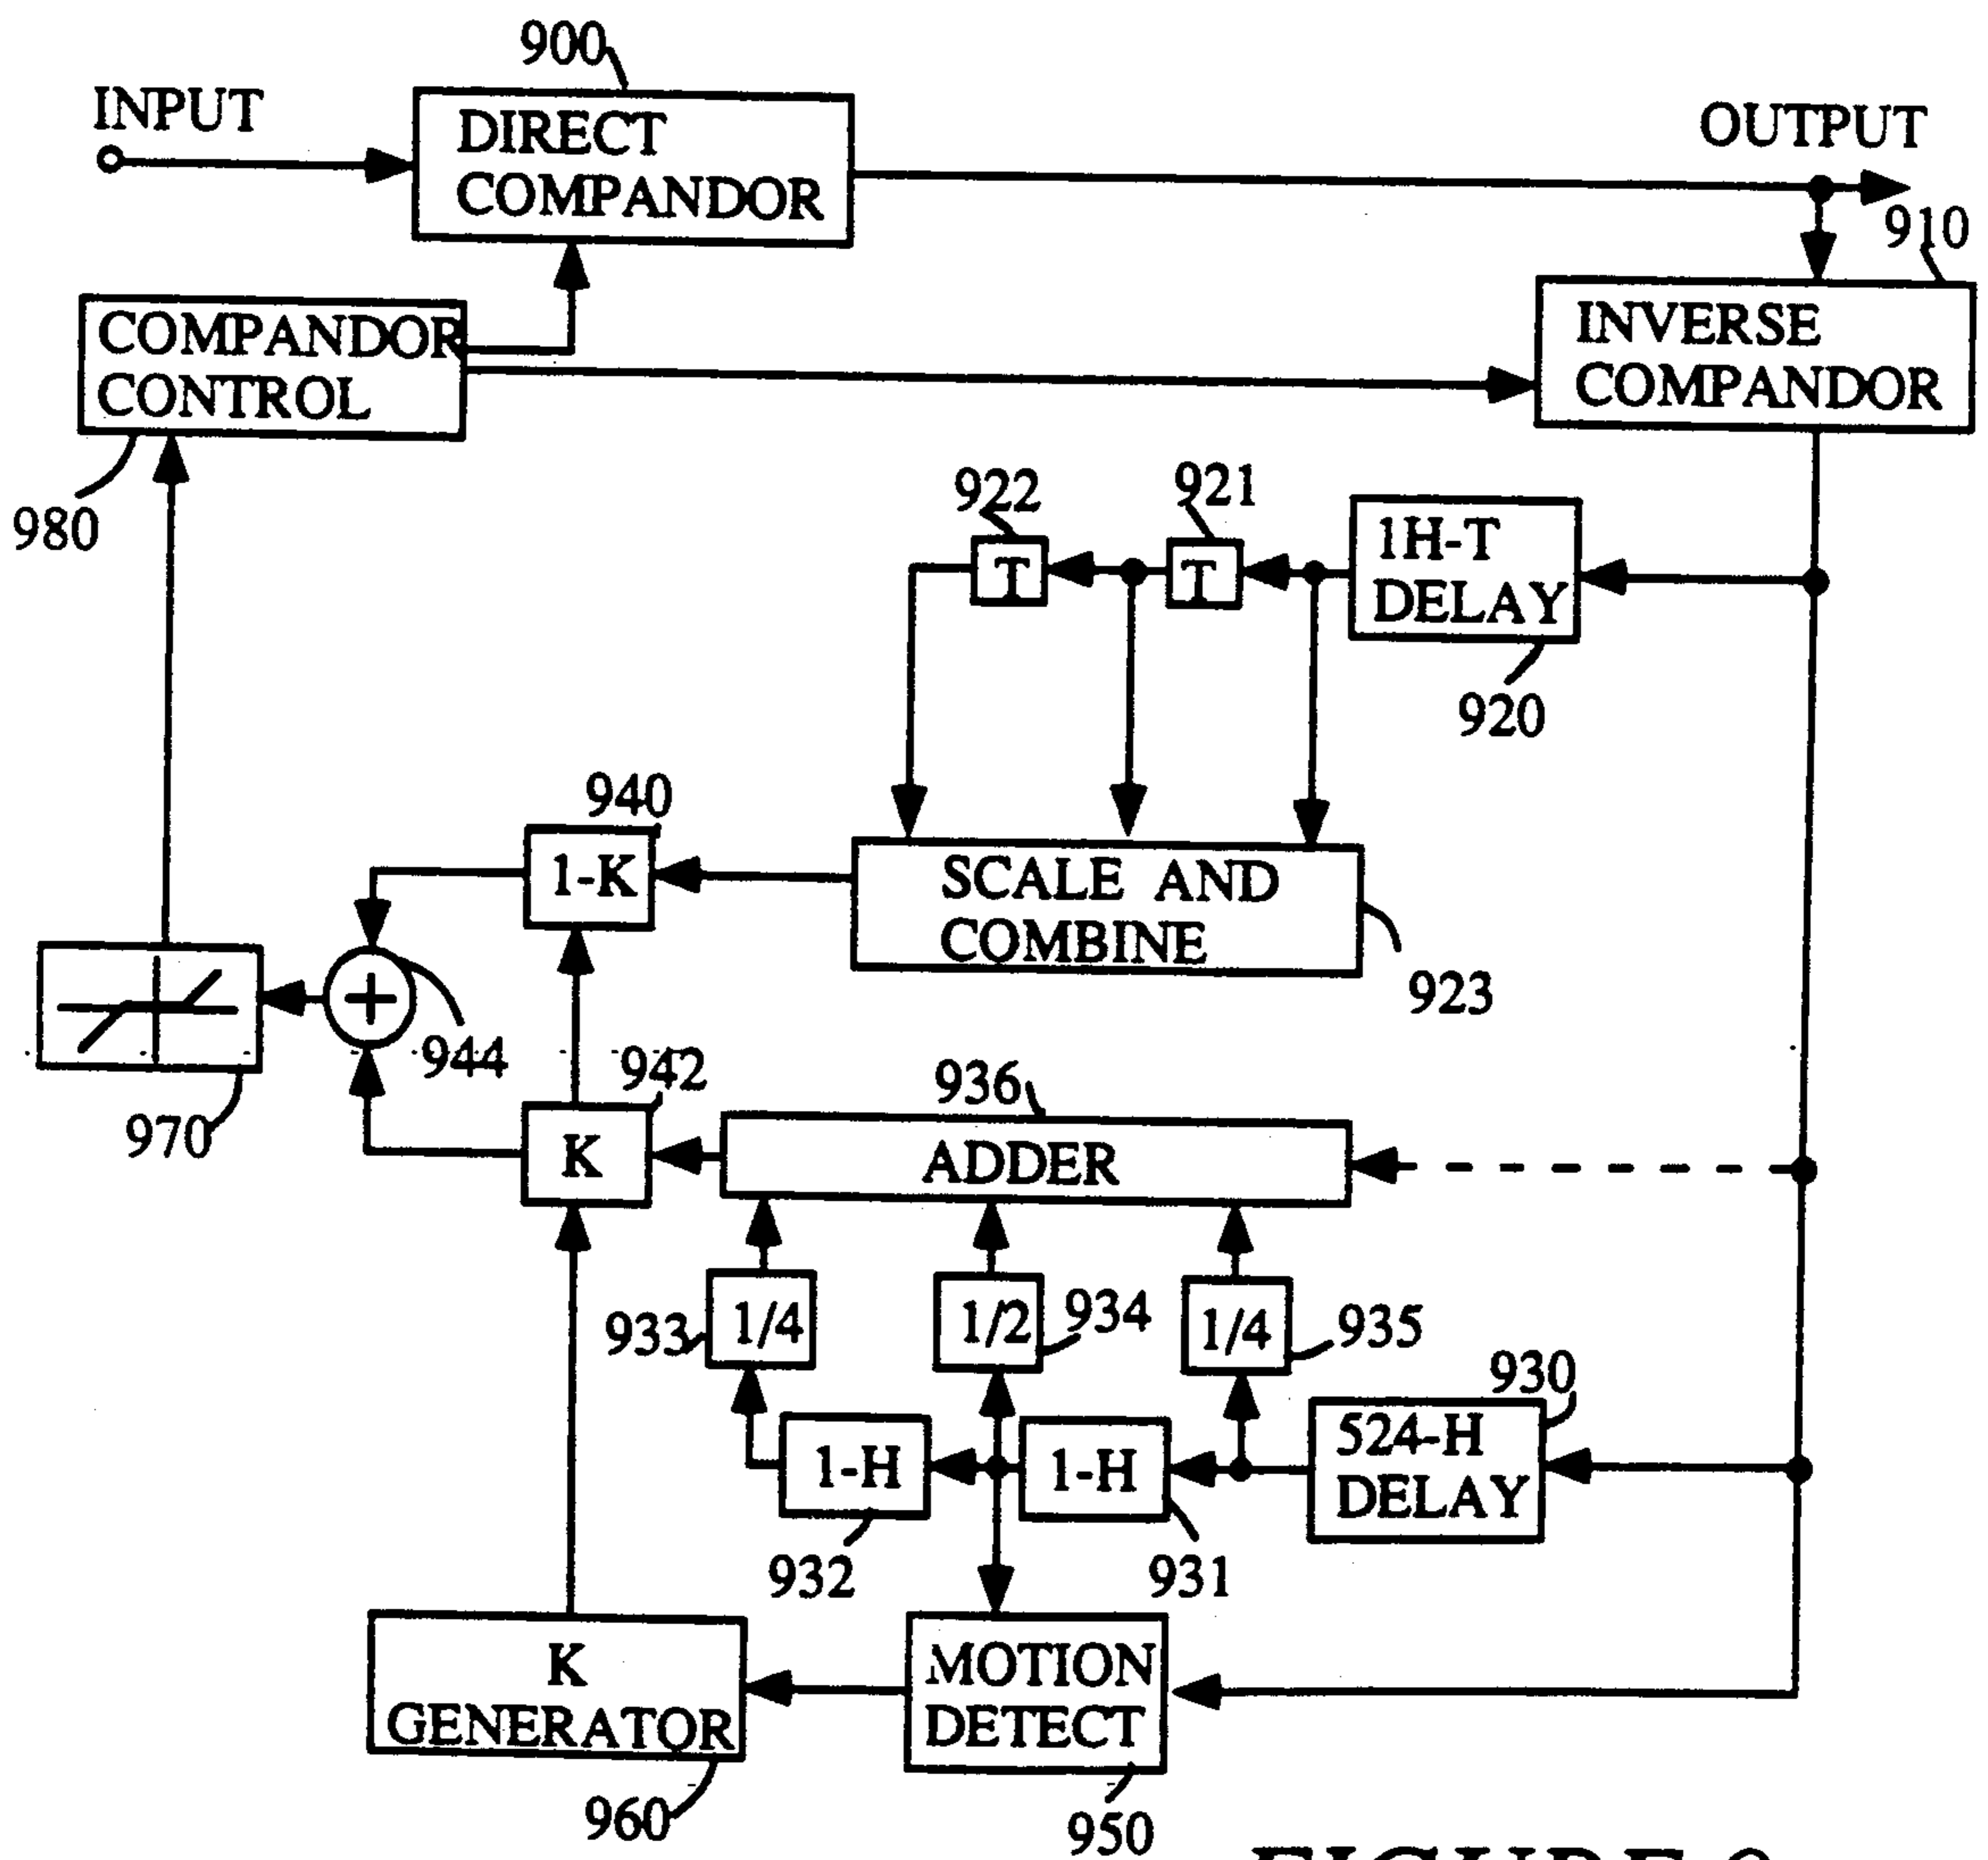 900
INPUT
DIRECT
COMPANDOR
OUTPUT
910
COMPANDOR
CONTROL
INVERSE
COMPANDOR
980
922
921
T
T
1H-T
DELAY
920
940
1-K
SCALE AND
COMBINE
923
+
944
970
942
K
936
ADDER
933
1/4
1/2
934
1/4
935
930
524-H
DELAY
1-H
1-H
932
931
K
GENERATOR
MOTION
DETECT
960
950